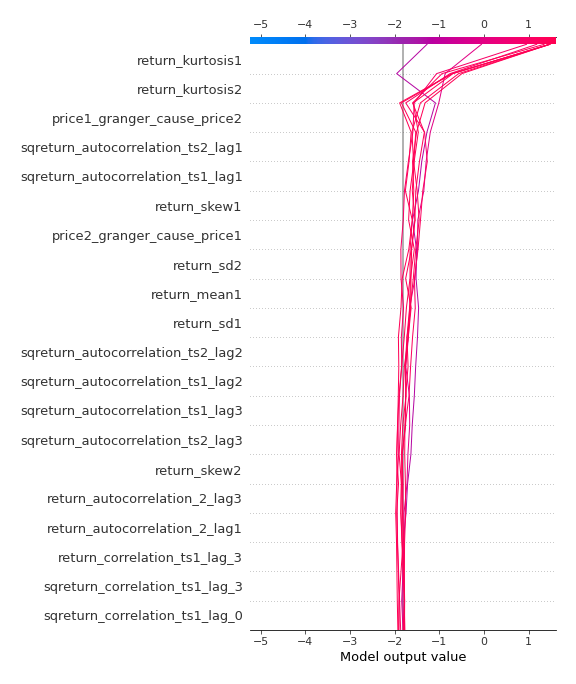 −5 −4 −3 −2 −1 0 1
return_kurtosis1
return_kurtosis2
price1_granger_cause_price2
sqreturn_autocorrelation_ts2_lag1
sqreturn_autocorrelation_ts1_lag1
return_skew1
price2_granger_cause_price1
return_sd2
return_mean1
return_sd1
sqreturn_autocorrelation_ts2_lag2
sqreturn_autocorrelation_ts1_lag2
sqreturn_autocorrelation_ts1_lag3
sqreturn_autocorrelation_ts2_lag3
return_skew2
return_autocorrelation_2_lag3
return_autocorrelation_2_lag1
return_correlation_ts1_lag_3
sqreturn_correlation_ts1_lag_3
sqreturn_correlation_ts1_lag_0
−5 −4 −3 −2 −1 0 1
Model output value